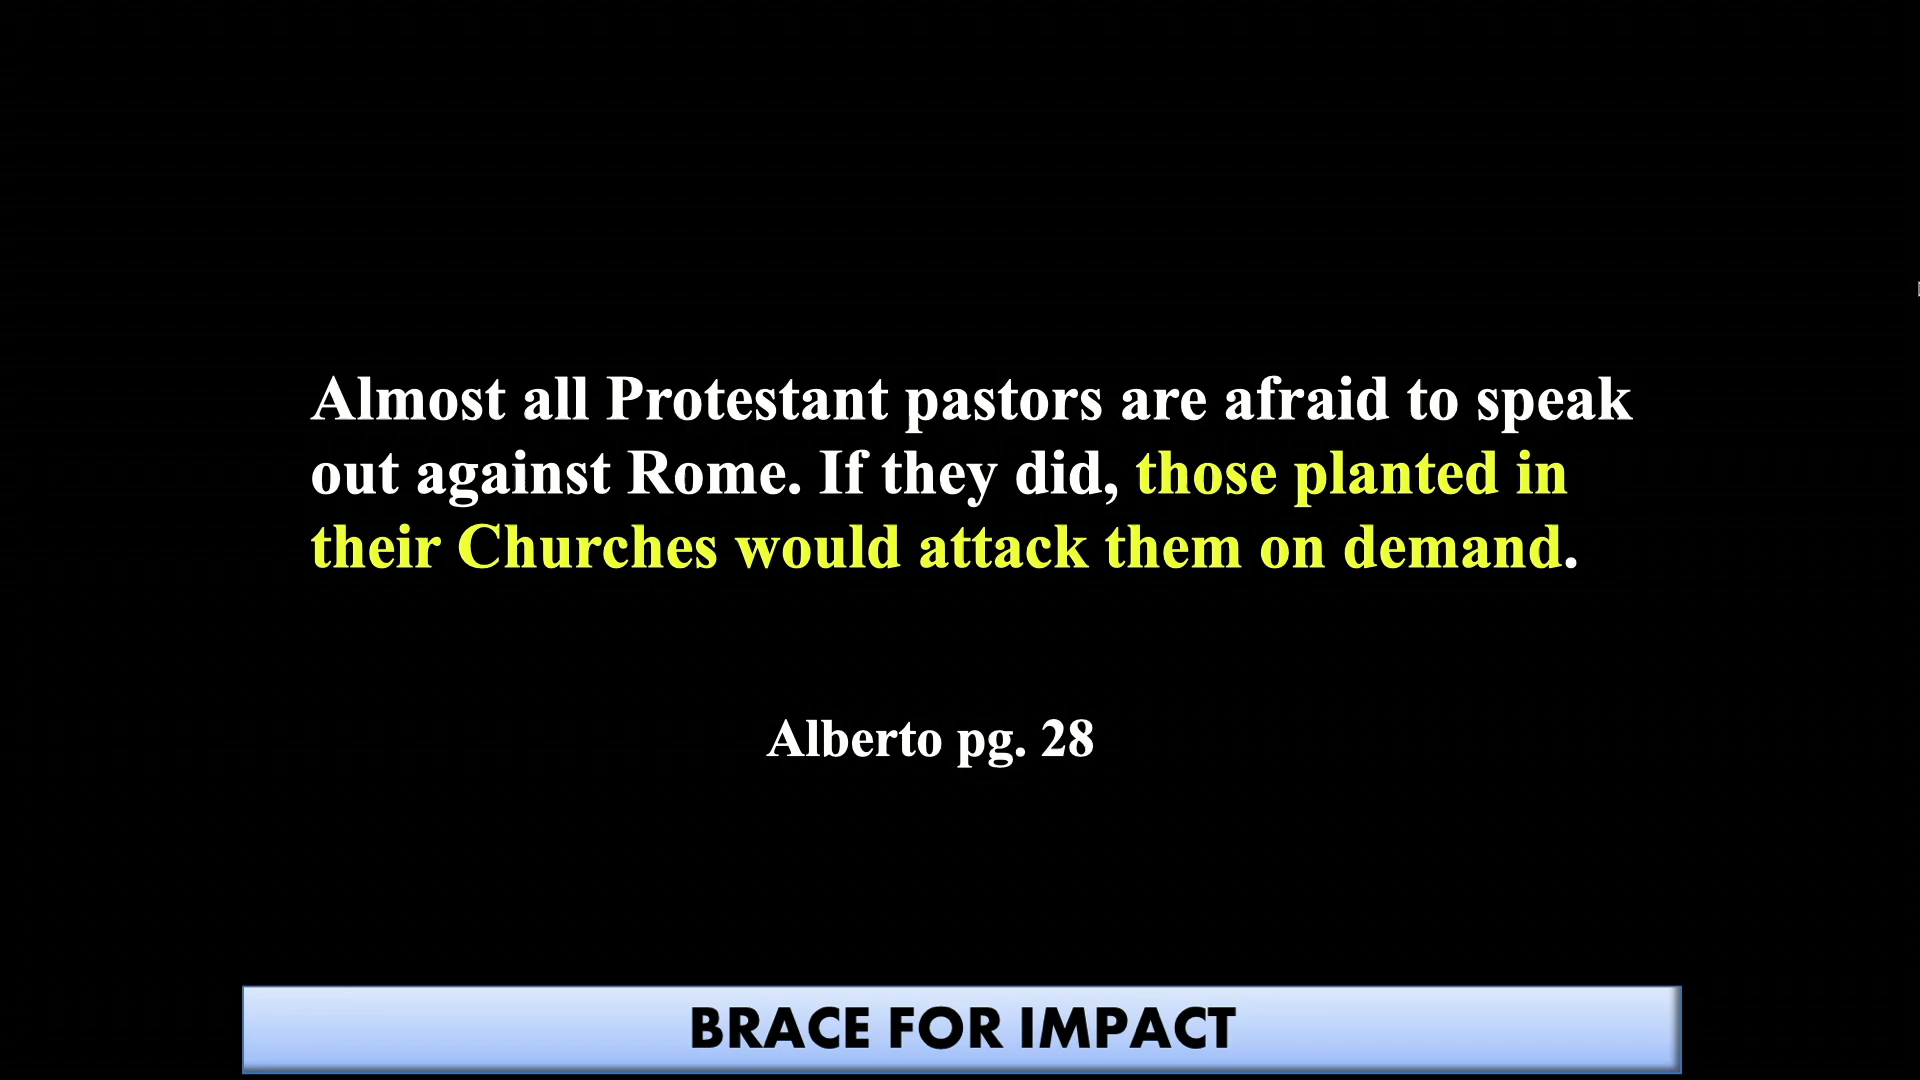 Almost all Protestant pastors are afraid to speak
out against Rome. If they did, those planted in
their Churches would attack them on demand.
Alberto pg. 28
BRACE FOR IMPACT